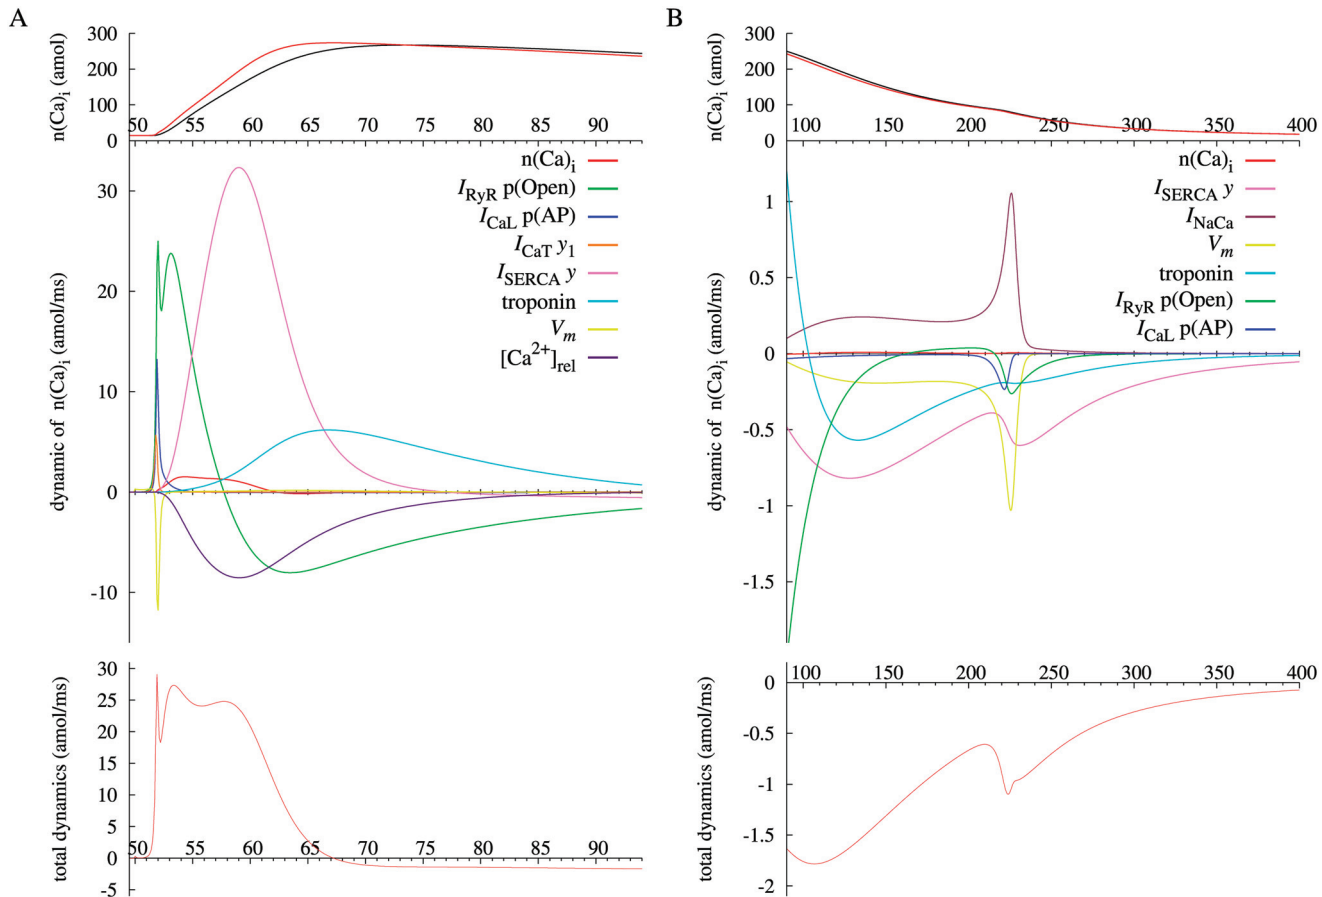 A
n(Ca)i (amol)
300
200
100
0
50 55 60 65 70 75 80 85 90
dynamic of n(Ca)i (amol/ms)
30
20
10
0
-10
n(Ca)i
IRyR p(Open)
ICaL p(AP)
ICaT y1
ISERCA y
troponin
Vm
[Ca2+]rel
total dynamics (amol/ms)
30
25
20
15
10
5
0
-5
50 55 60 65 70 75 80 85 90
B
n(Ca)i (amol)
300
200
100
0
100 150 200 250 300 350 400
dynamic of n(Ca)i (amol/ms)
1
0.5
0
-0.5
-1
-1.5
n(Ca)i
ISERCA y
INaCa
Vm
troponin
IRyR p(Open)
ICaL p(AP)
total dynamics (amol/ms)
100 150 200 250 300 350 400
0
-0.5
-1
-1.5
-2